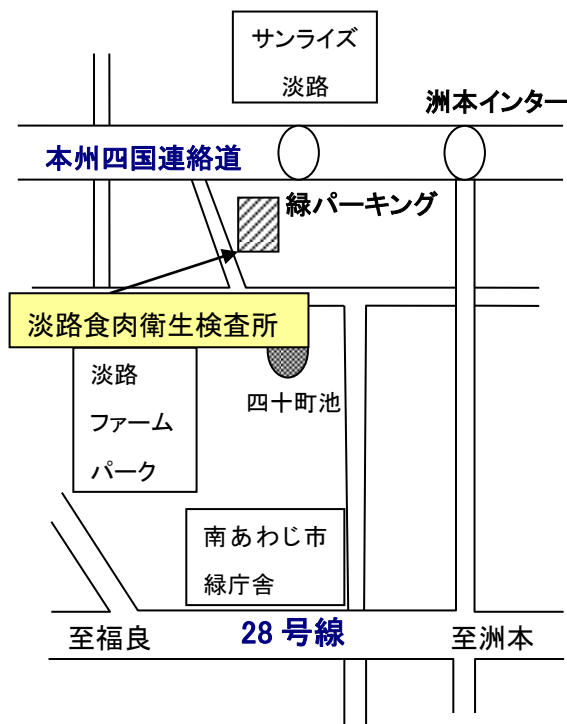 サンライズ
淡路
洲本インター
本州四国連絡道
緑パーキング
淡路食肉衛生検査所
淡路
ファーム
パーク
四十町池
南あわじ市
緑庁舎
至福良
28 号線
至洲本